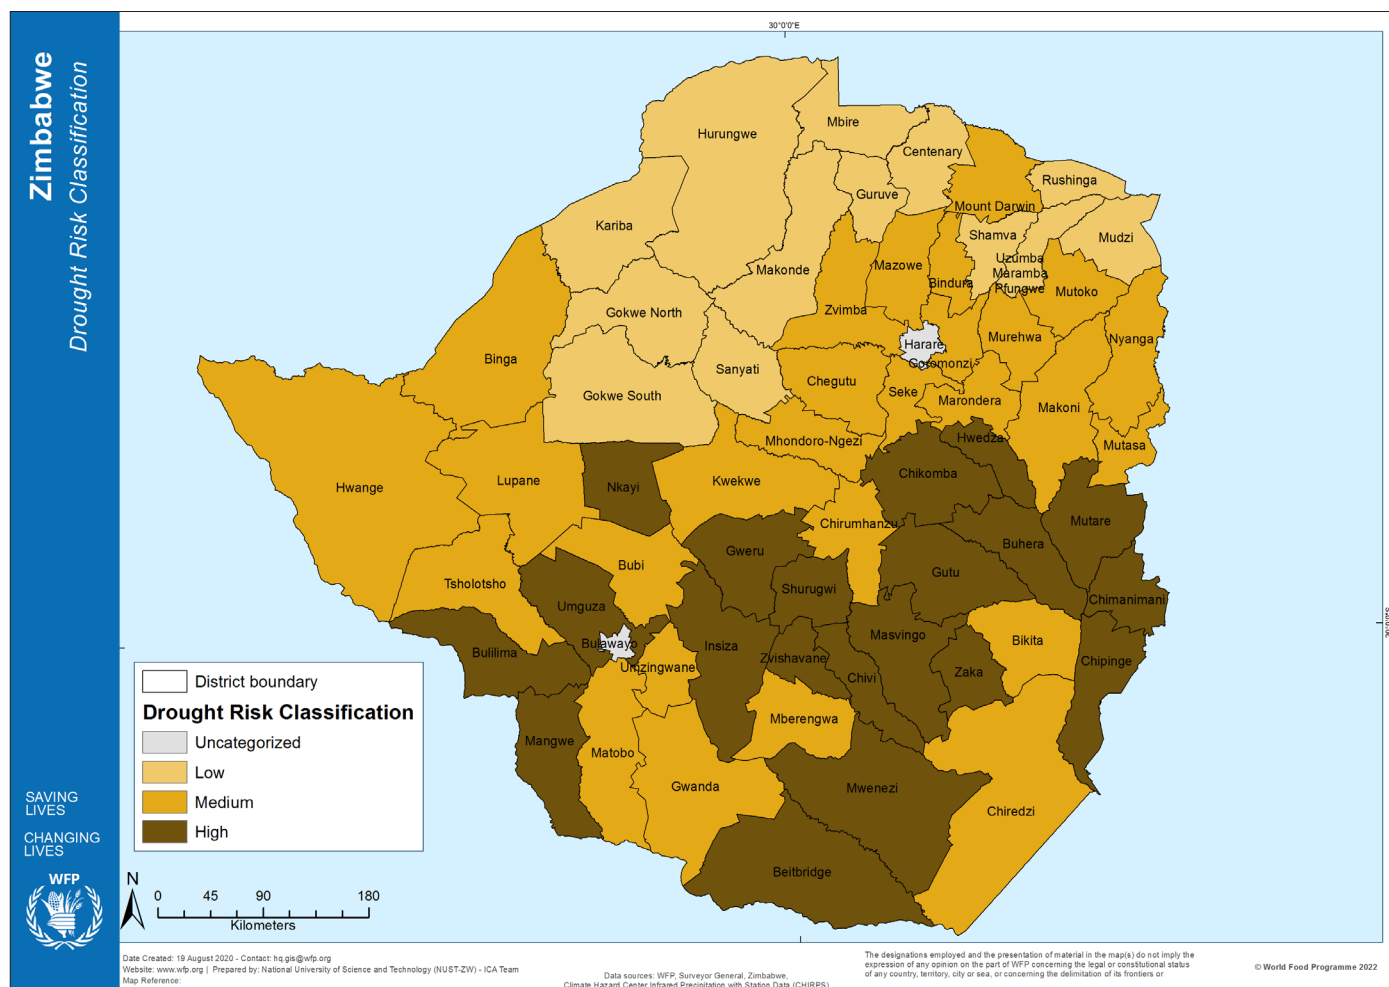 Zimbabwe
Drought Risk Classification
30°0'0"E
Hurungwe
Mbire
Centenary
Rushinga
Guruve
Mount Darwin
Kariba
Shamva
Mudzi
Makonde
Mazowe
Uzumba
Maramba
Pfungwe
Bindura
Mutoko
Gokwe North
Zvimba
Murehwa
Nyanga
Harare
Binga
Sanyati
Goromonzi
Chegutu
Seke
Gokwe South
Marondera
Makoni
Mhondoro-Ngezi
Hwedza
Mutasa
Hwange
Lupane
Nkayi
Kwekwe
Chikomba
Chirumhanzu
Mutare
Gweru
Buhera
Bubi
Gutu
Tsholotsho
Shurugwi
Umguza
Chimanimani
Masvingo
Bikita
Bulawayo
Insiza
Bulilima
Zvishavane
Umzingwane
Chivi
Zaka
Chipinge
Mberengwa
Mangwe
Matobo
Gwanda
Mwenezi
Chiredzi
Beitbridge
District boundary
Drought Risk Classification
Uncategorized
Low
Medium
High
SAVING
LIVES
CHANGING
LIVES
WFP
N
0 45 90 180
Kilometers
Date Created: 19 August 2020 - Contact: hq.gis@wfp.org
Website: www.wfp.org | Prepared by: National University of Science and Technology (NUST-ZW) - ICA Team
Map Reference:
Data sources: WFP, Surveyor General, Zimbabwe,
Climate Hazard Center Infrared Precipitation with Station Data (CHIRPS)
The designations employed and the presentation of material in the map(s) do not imply the
expression of any opinion on the part of WFP concerning the legal or constitutional status
of any country, territory, city or sea, or concerning the delimitation of its frontiers or
© World Food Programme 2022